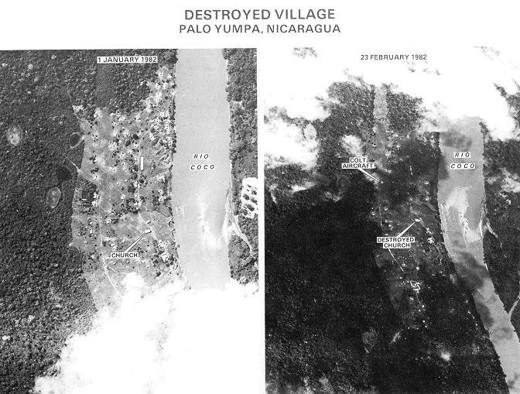 DESTROYED VILLAGE
PALO YUMPA, NICARAGUA
1 JANUARY 1982
RIO
COCO
CHURCH
23 FEBRUARY 1982
COLT
AIRCRAFT
RIO
COCO
DESTROYED
CHURCH